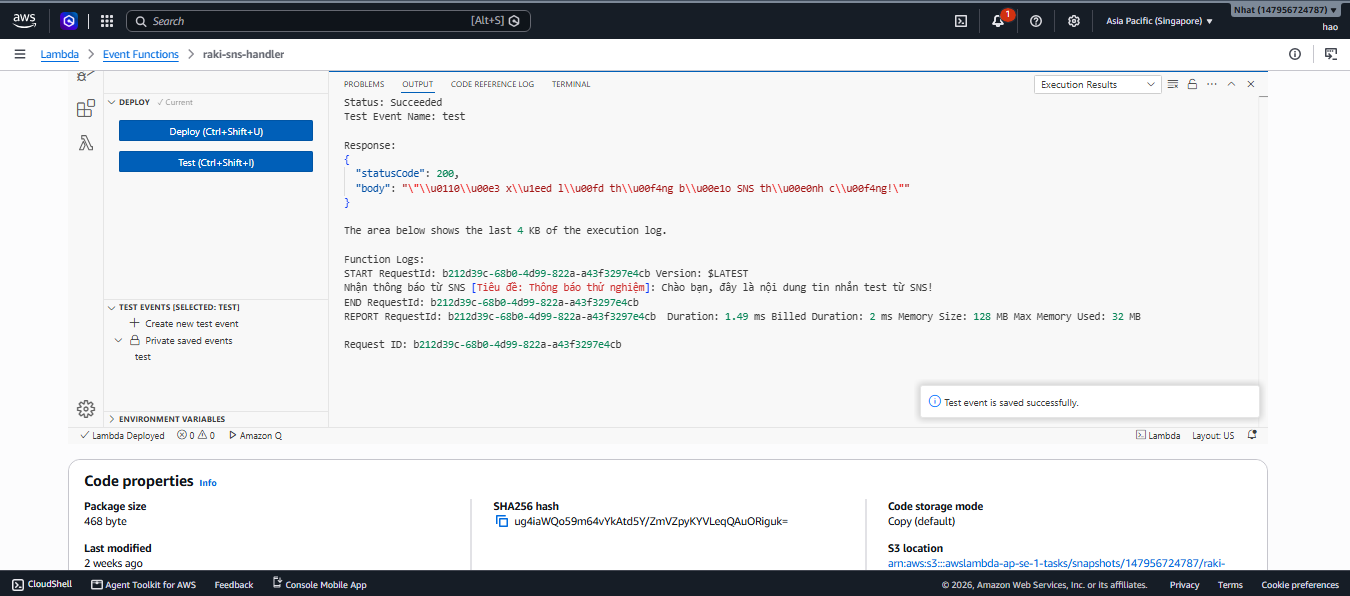 aws
Search [Alt+S]
1
Asia Pacific (Singapore)
Nhat (147956724787)
hao
Lambda
Event Functions
raki-sns-handler
DEPLOY ✓ Current
Deploy (Ctrl+Shift+U)
Test (Ctrl+Shift+I)
TEST EVENTS [SELECTED: TEST]
Create new test event
Private saved events
test
ENVIRONMENT VARIABLES
PROBLEMS OUTPUT CODE REFERENCE LOG TERMINAL
Execution Results
Status: Succeeded
Test Event Name: test
Response:
{
"statusCode": 200,
"body": "\"\\u0110\\u00e3 x\\u1eed l\\u00fd th\\u00f4ng b\\u00e1o SNS th\\u00e0nh c\\u00f4ng!\""
}
The area below shows the last 4 KB of the execution log.
Function Logs:
START RequestId: b212d39c-68b0-4d99-822a-a43f3297e4cb Version: $LATEST
Nhận thông báo từ SNS [Tiêu đề: Thông báo thử nghiệm]: Chào bạn, đây là nội dung tin nhắn test từ SNS!
END RequestId: b212d39c-68b0-4d99-822a-a43f3297e4cb
REPORT RequestId: b212d39c-68b0-4d99-822a-a43f3297e4cb Duration: 1.49 ms Billed Duration: 2 ms Memory Size: 128 MB Max Memory Used: 32 MB
Request ID: b212d39c-68b0-4d99-822a-a43f3297e4cb
Test event is saved successfully.
Lambda Deployed 0 0 Amazon Q
Lambda Layout: US
Code properties Info
Package size
468 byte
Last modified
2 weeks ago
SHA256 hash
ug4iaWQo59m64vYkAtd5Y/ZmVZpyKYVLeqQAuORiguk=
Code storage mode
Copy (default)
S3 location
arn:aws:s3:::awslambda-ap-se-1-tasks/snapshots/147956724787/raki-
CloudShell Agent Toolkit for AWS Feedback Console Mobile App
© 2026, Amazon Web Services, Inc. or its affiliates. Privacy Terms Cookie preferences